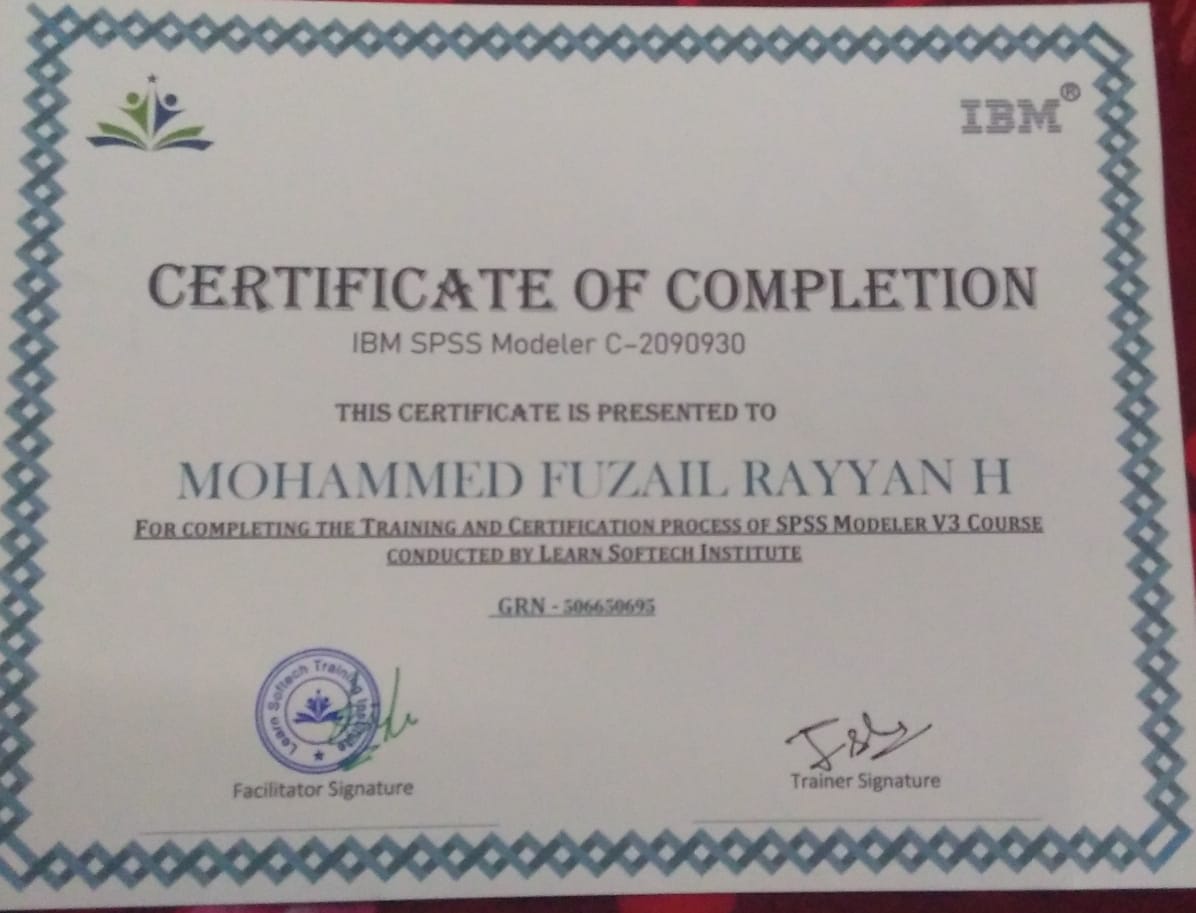 IBM®
CERTIFICATE OF COMPLETION
IBM SPSS Modeler C-2090930
THIS CERTIFICATE IS PRESENTED TO
MOHAMMED FUZAIL RAYYAN H
FOR COMPLETING THE TRAINING AND CERTIFICATION PROCESS OF SPSS MODELER V3 COURSE
CONDUCTED BY LEARN SOFTECH INSTITUTE
GRN - 506650695
Learn Softech Training Institute
Facilitator Signature
Trainer Signature